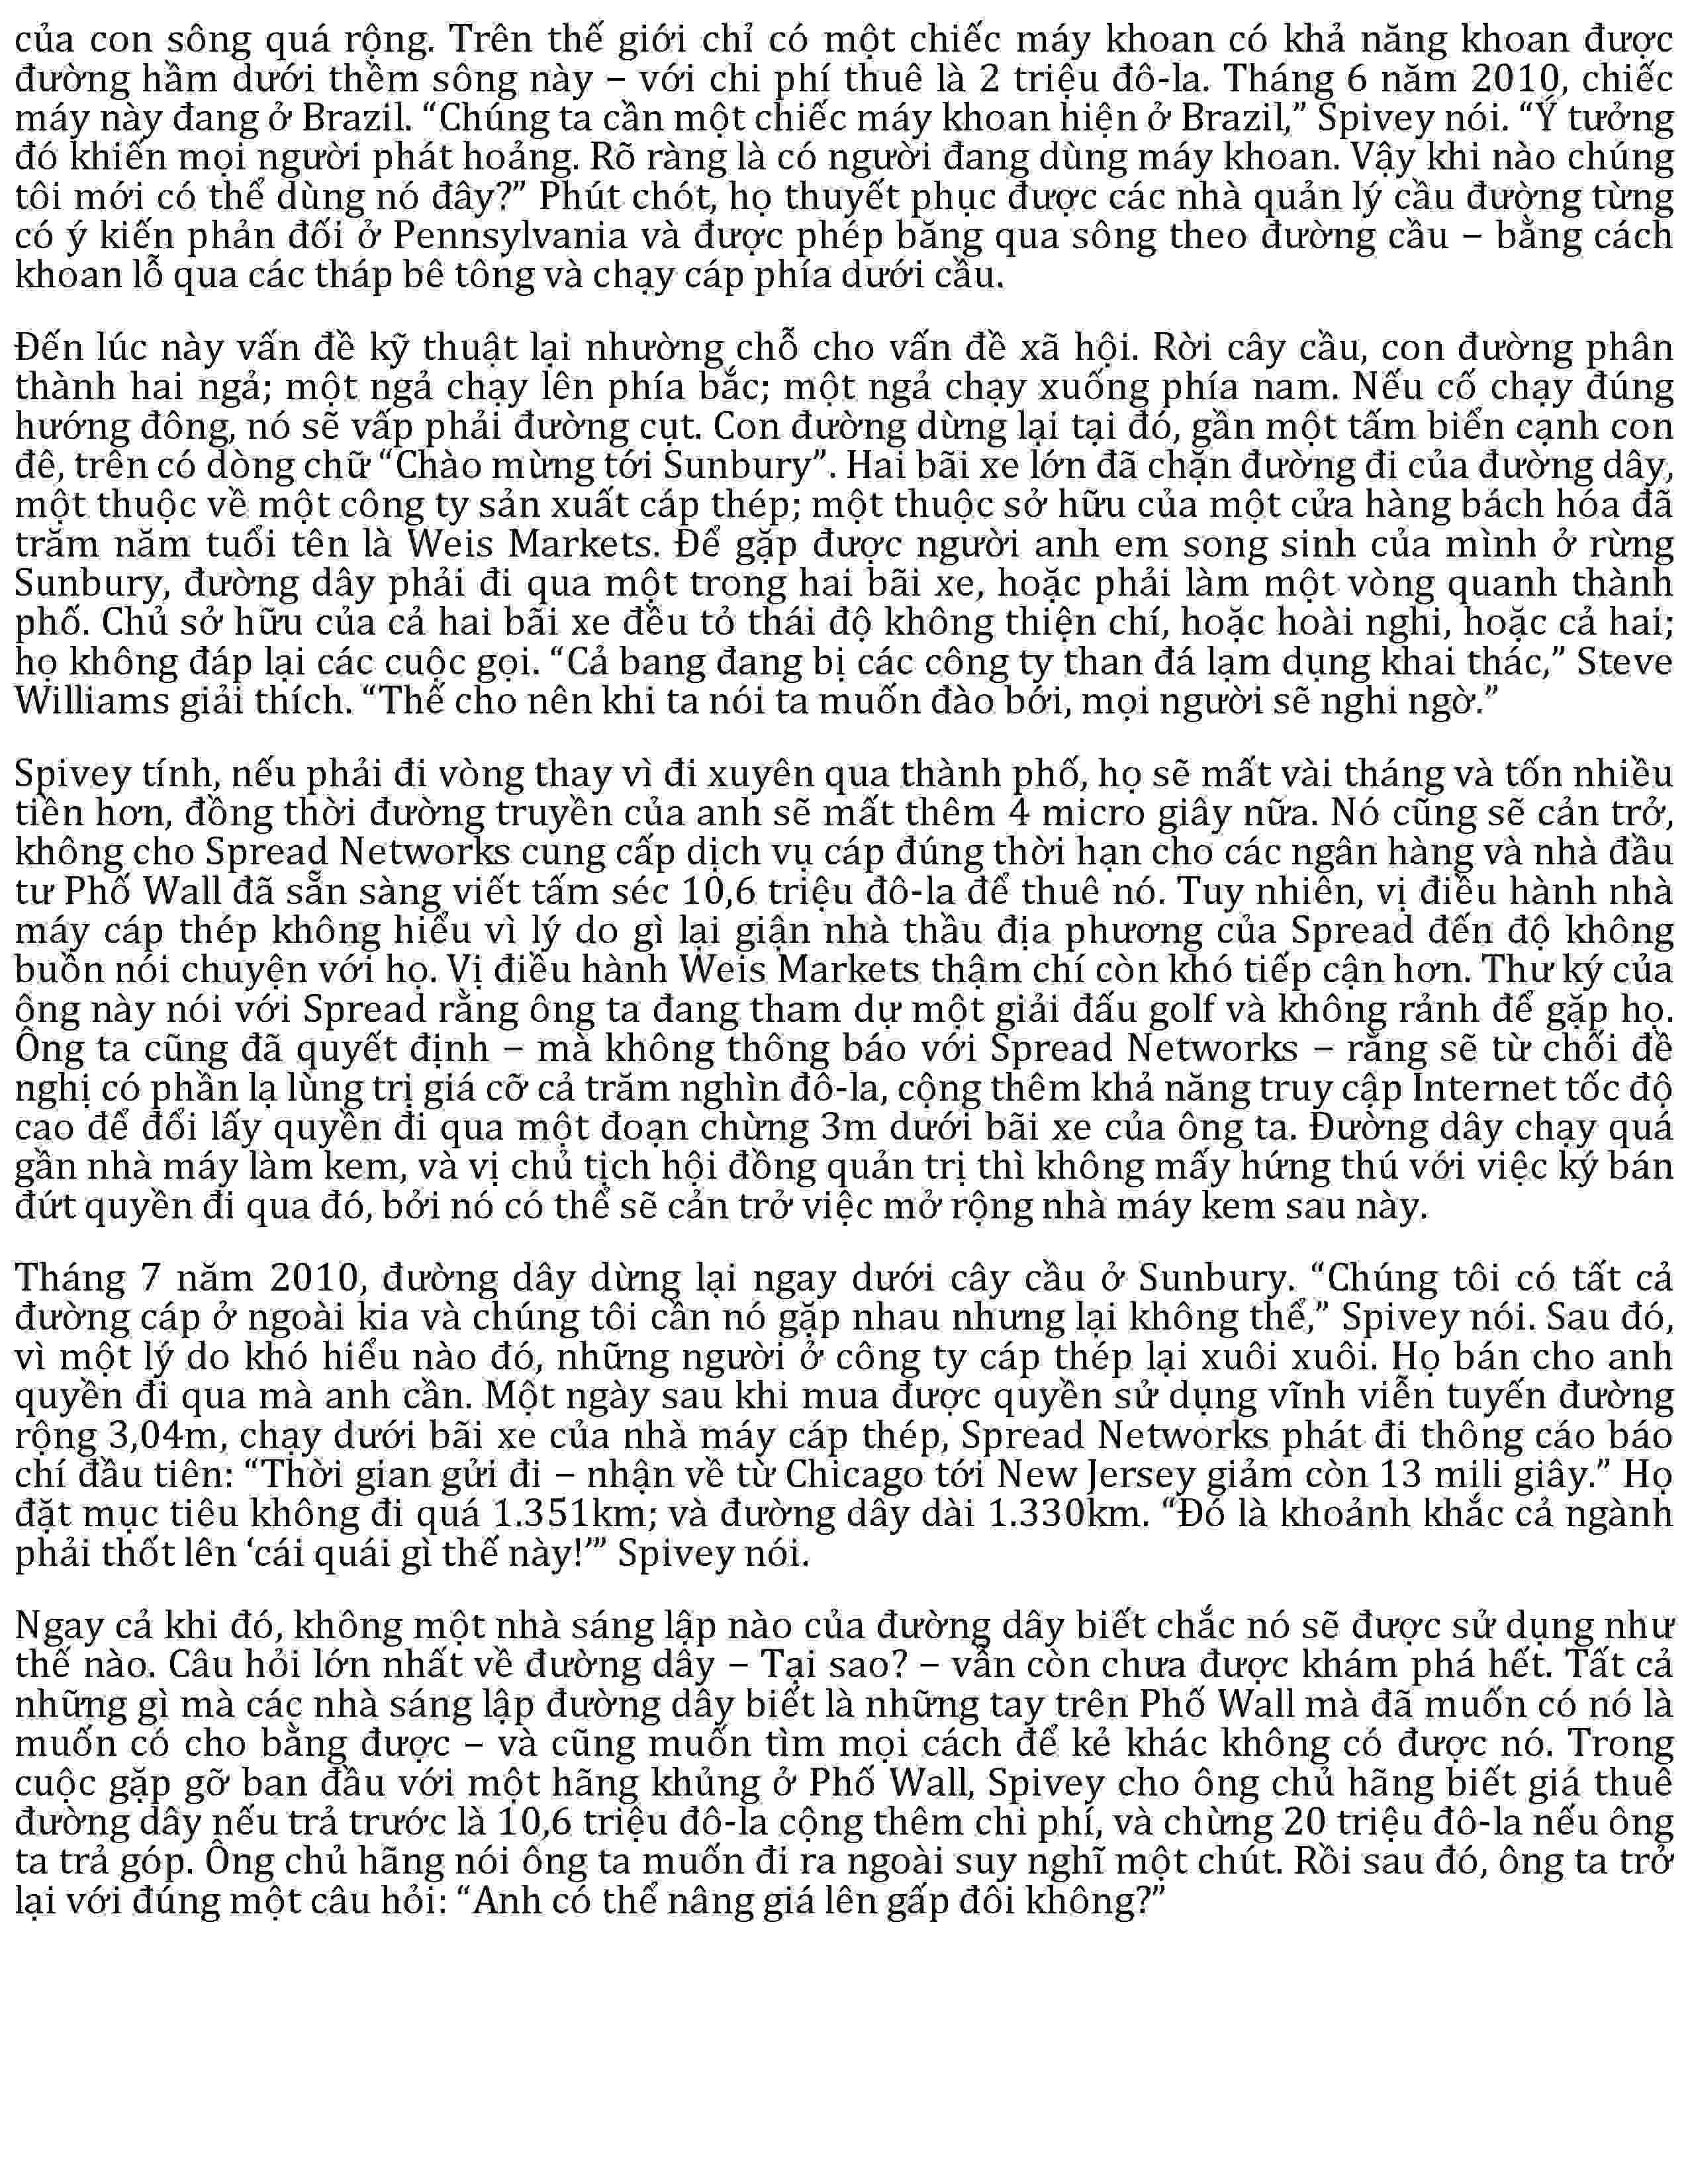 của con sông quá rộng. Trên thế giới chỉ có một chiếc máy khoan có khả năng khoan được
đường hầm dưới thềm sông này – với chi phí thuê là 2 triệu đô-la. Tháng 6 năm 2010, chiếc
máy này đang ở Brazil. “Chúng ta cần một chiếc máy khoan hiện ở Brazil,” Spivey nói. “Ý tưởng
đó khiến mọi người phát hoảng. Rõ ràng là có người đang dùng máy khoan. Vậy khi nào chúng
tôi mới có thể dùng nó đây?” Phút chót, họ thuyết phục được các nhà quản lý cầu đường từng
có ý kiến phản đối ở Pennsylvania và được phép băng qua sông theo đường cầu – bằng cách
khoan lỗ qua các tháp bê tông và chạy cáp phía dưới cầu.
Đến lúc này vấn đề kỹ thuật lại nhường chỗ cho vấn đề xã hội. Rời cây cầu, con đường phân
thành hai ngả; một ngả chạy lên phía bắc; một ngả chạy xuống phía nam. Nếu cố chạy đúng
hướng đông, nó sẽ vấp phải đường cụt. Con đường dừng lại tại đó, gần một tấm biển cạnh con
đê, trên có dòng chữ “Chào mừng tới Sunbury”. Hai bãi xe lớn đã chặn đường đi của đường dây,
một thuộc về một công ty sản xuất cáp thép; một thuộc sở hữu của một cửa hàng bách hóa đã
trăm năm tuổi tên là Weis Markets. Để gặp được người anh em song sinh của mình ở rừng
Sunbury, đường dây phải đi qua một trong hai bãi xe, hoặc phải làm một vòng quanh thành
phố. Chủ sở hữu của cả hai bãi xe đều tỏ thái độ không thiện chí, hoặc hoài nghi, hoặc cả hai;
họ không đáp lại các cuộc gọi. “Cả bang đang bị các công ty than đá lạm dụng khai thác,” Steve
Williams giải thích. “Thế cho nên khi ta nói ta muốn đào bới, mọi người sẽ nghi ngờ.”
Spivey tính, nếu phải đi vòng thay vì đi xuyên qua thành phố, họ sẽ mất vài tháng và tốn nhiều
tiền hơn, đồng thời đường truyền của anh sẽ mất thêm 4 micro giây nữa. Nó cũng sẽ cản trở,
không cho Spread Networks cung cấp dịch vụ cáp đúng thời hạn cho các ngân hàng và nhà đầu
tư Phố Wall đã sẵn sàng viết tấm séc 10,6 triệu đô-la để thuê nó. Tuy nhiên, vị điều hành nhà
máy cáp thép không hiểu vì lý do gì lại giận nhà thầu địa phương của Spread đến độ không
buồn nói chuyện với họ. Vị điều hành Weis Markets thậm chí còn khó tiếp cận hơn. Thư ký của
ông này nói với Spread rằng ông ta đang tham dự một giải đấu golf và không rảnh để gặp họ.
Ông ta cũng đã quyết định – mà không thông báo với Spread Networks – rằng sẽ từ chối đề
nghị có phần lạ lùng trị giá cỡ cả trăm nghìn đô-la, cộng thêm khả năng truy cập Internet tốc độ
cao để đổi lấy quyền đi qua một đoạn chừng 3m dưới bãi xe của ông ta. Đường dây chạy quá
gần nhà máy làm kem, và vị chủ tịch hội đồng quản trị thì không mấy hứng thú với việc ký bán
đứt quyền đi qua đó, bởi nó có thể sẽ cản trở việc mở rộng nhà máy kem sau này.
Tháng 7 năm 2010, đường dây dừng lại ngay dưới cây cầu ở Sunbury. “Chúng tôi có tất cả
đường cáp ở ngoài kia và chúng tôi cần nó gặp nhau nhưng lại không thể,” Spivey nói. Sau đó,
vì một lý do khó hiểu nào đó, những người ở công ty cáp thép lại xuôi xuôi. Họ bán cho anh
quyền đi qua mà anh cần. Một ngày sau khi mua được quyền sử dụng vĩnh viễn tuyến đường
rộng 3,04m, chạy dưới bãi xe của nhà máy cáp thép, Spread Networks phát đi thông cáo báo
chí đầu tiên: “Thời gian gửi đi – nhận về từ Chicago tới New Jersey giảm còn 13 mili giây.” Họ
đặt mục tiêu không đi quá 1.351km; và đường dây dài 1.330km. “Đó là khoảnh khắc cả ngành
phải thốt lên ‘cái quái gì thế này!’” Spivey nói.
Ngay cả khi đó, không một nhà sáng lập nào của đường dây biết chắc nó sẽ được sử dụng như
thế nào. Câu hỏi lớn nhất về đường dây – Tại sao? – vẫn còn chưa được khám phá hết. Tất cả
những gì mà các nhà sáng lập đường dây biết là những tay trên Phố Wall mà đã muốn có nó là
muốn có cho bằng được – và cũng muốn tìm mọi cách để kẻ khác không có được nó. Trong
cuộc gặp gỡ ban đầu với một hãng khủng ở Phố Wall, Spivey cho ông chủ hãng biết giá thuê
đường dây nếu trả trước là 10,6 triệu đô-la cộng thêm chi phí, và chừng 20 triệu đô-la nếu ông
ta trả góp. Ông chủ hãng nói ông ta muốn đi ra ngoài suy nghĩ một chút. Rồi sau đó, ông ta trở
lại với đúng một câu hỏi: “Anh có thể nâng giá lên gấp đôi không?”